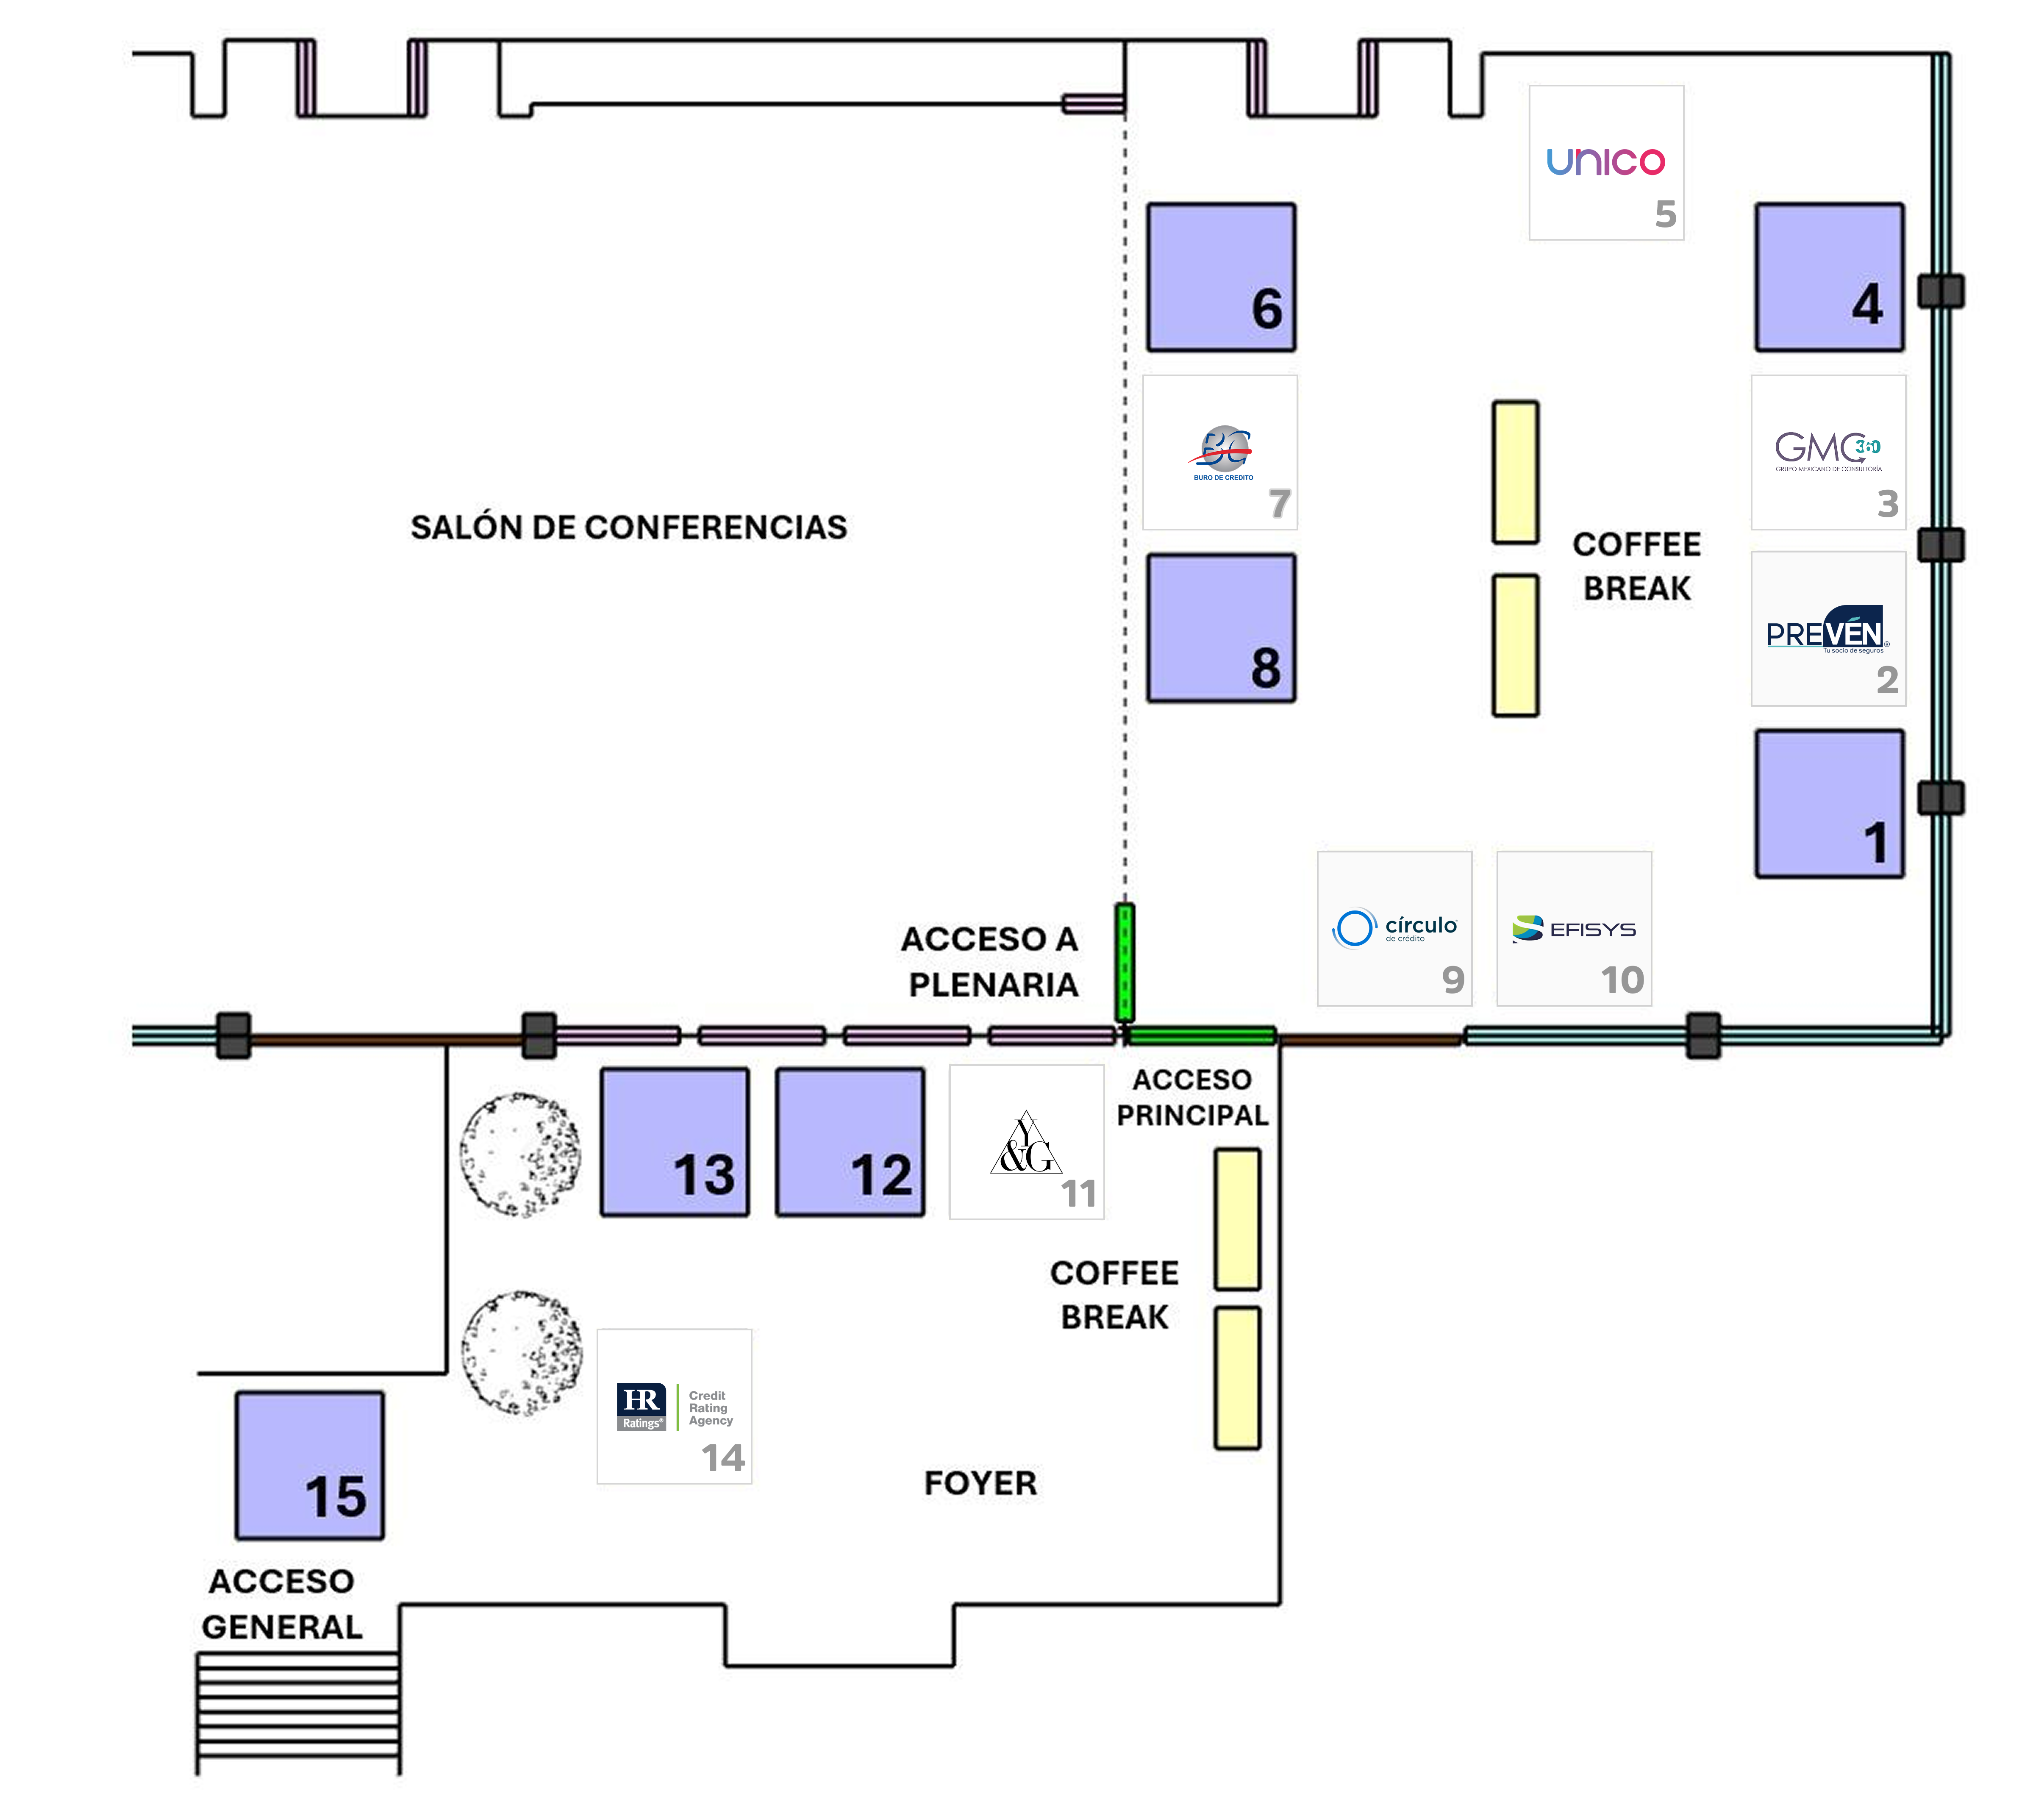 unico
5
6
4
BC
BURO DE CREDITO
7
GMC360
GRUPO MEXICANO DE CONSULTORÍA
3
SALÓN DE CONFERENCIAS
COFFEE
BREAK
PREVÉN®
Tu socio de seguros
2
8
1
ACCESO A
PLENARIA
círculo
de crédito
9
EFISYS
10
ACCESO
PRINCIPAL
13
12
Y
&G
11
COFFEE
BREAK
HR
Ratings®
Credit
Rating
Agency
14
15
FOYER
ACCESO
GENERAL